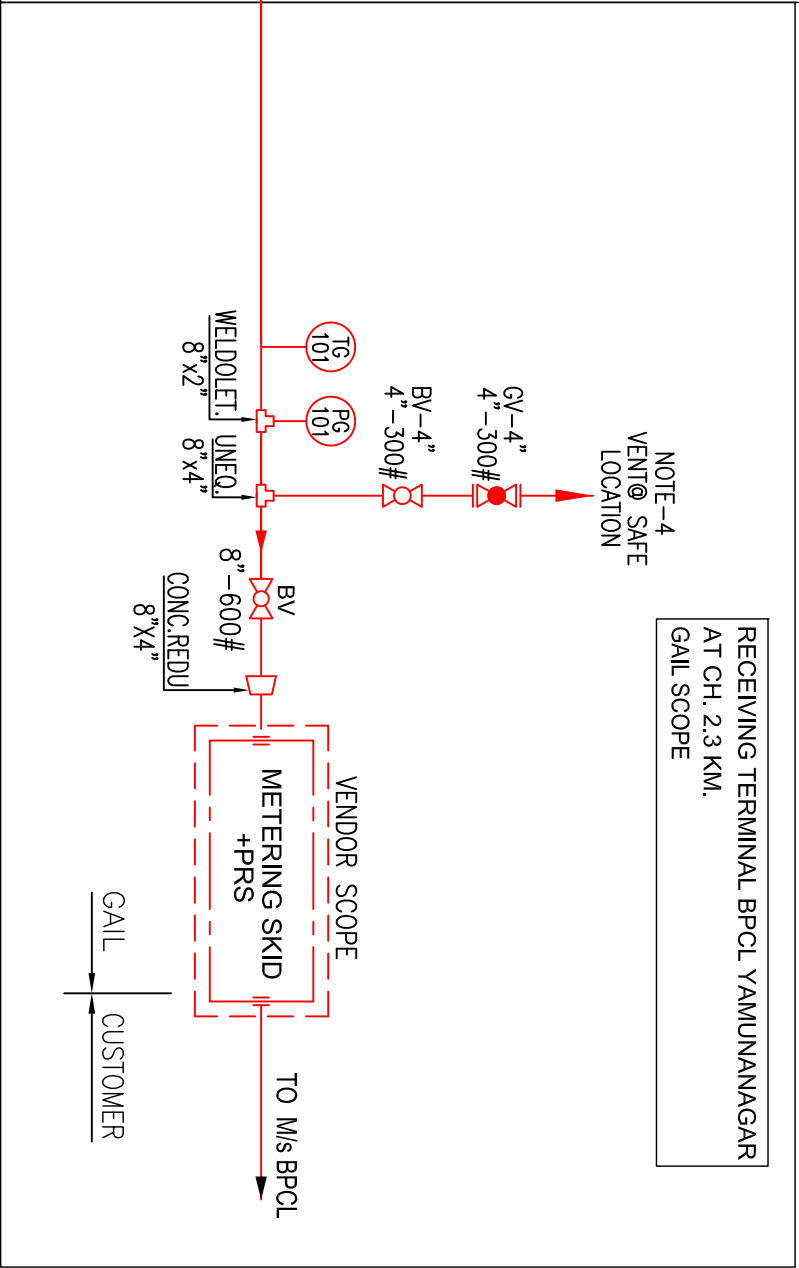 RECEIVING TERMINAL BPCL YAMUNANAGAR
AT CH. 2.3 KM.
GAIL SCOPE
NOTE-4
VENT@ SAFE
LOCATION
GV-4"
4"-300#
BV-4"
4"-300#
TG
101
PG
101
WELDOLET.
8"x2"
UNEQ.
8"x4"
BV
8"-600#
CONC.REDU
8"X4"
VENDOR SCOPE
METERING SKID
+PRS
TO M/s BPCL
GAIL
CUSTOMER